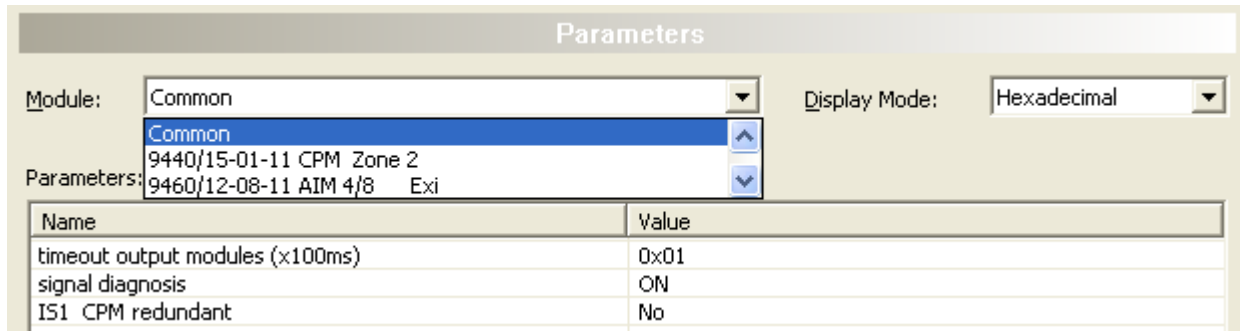 Parameters
Module: Common Display Mode: Hexadecimal
Common
9440/15-01-11 CPM Zone 2
Parameters: 9460/12-08-11 AIM 4/8 Exi
Name Value
timeout output modules (x100ms) 0x01
signal diagnosis ON
IS1 CPM redundant No